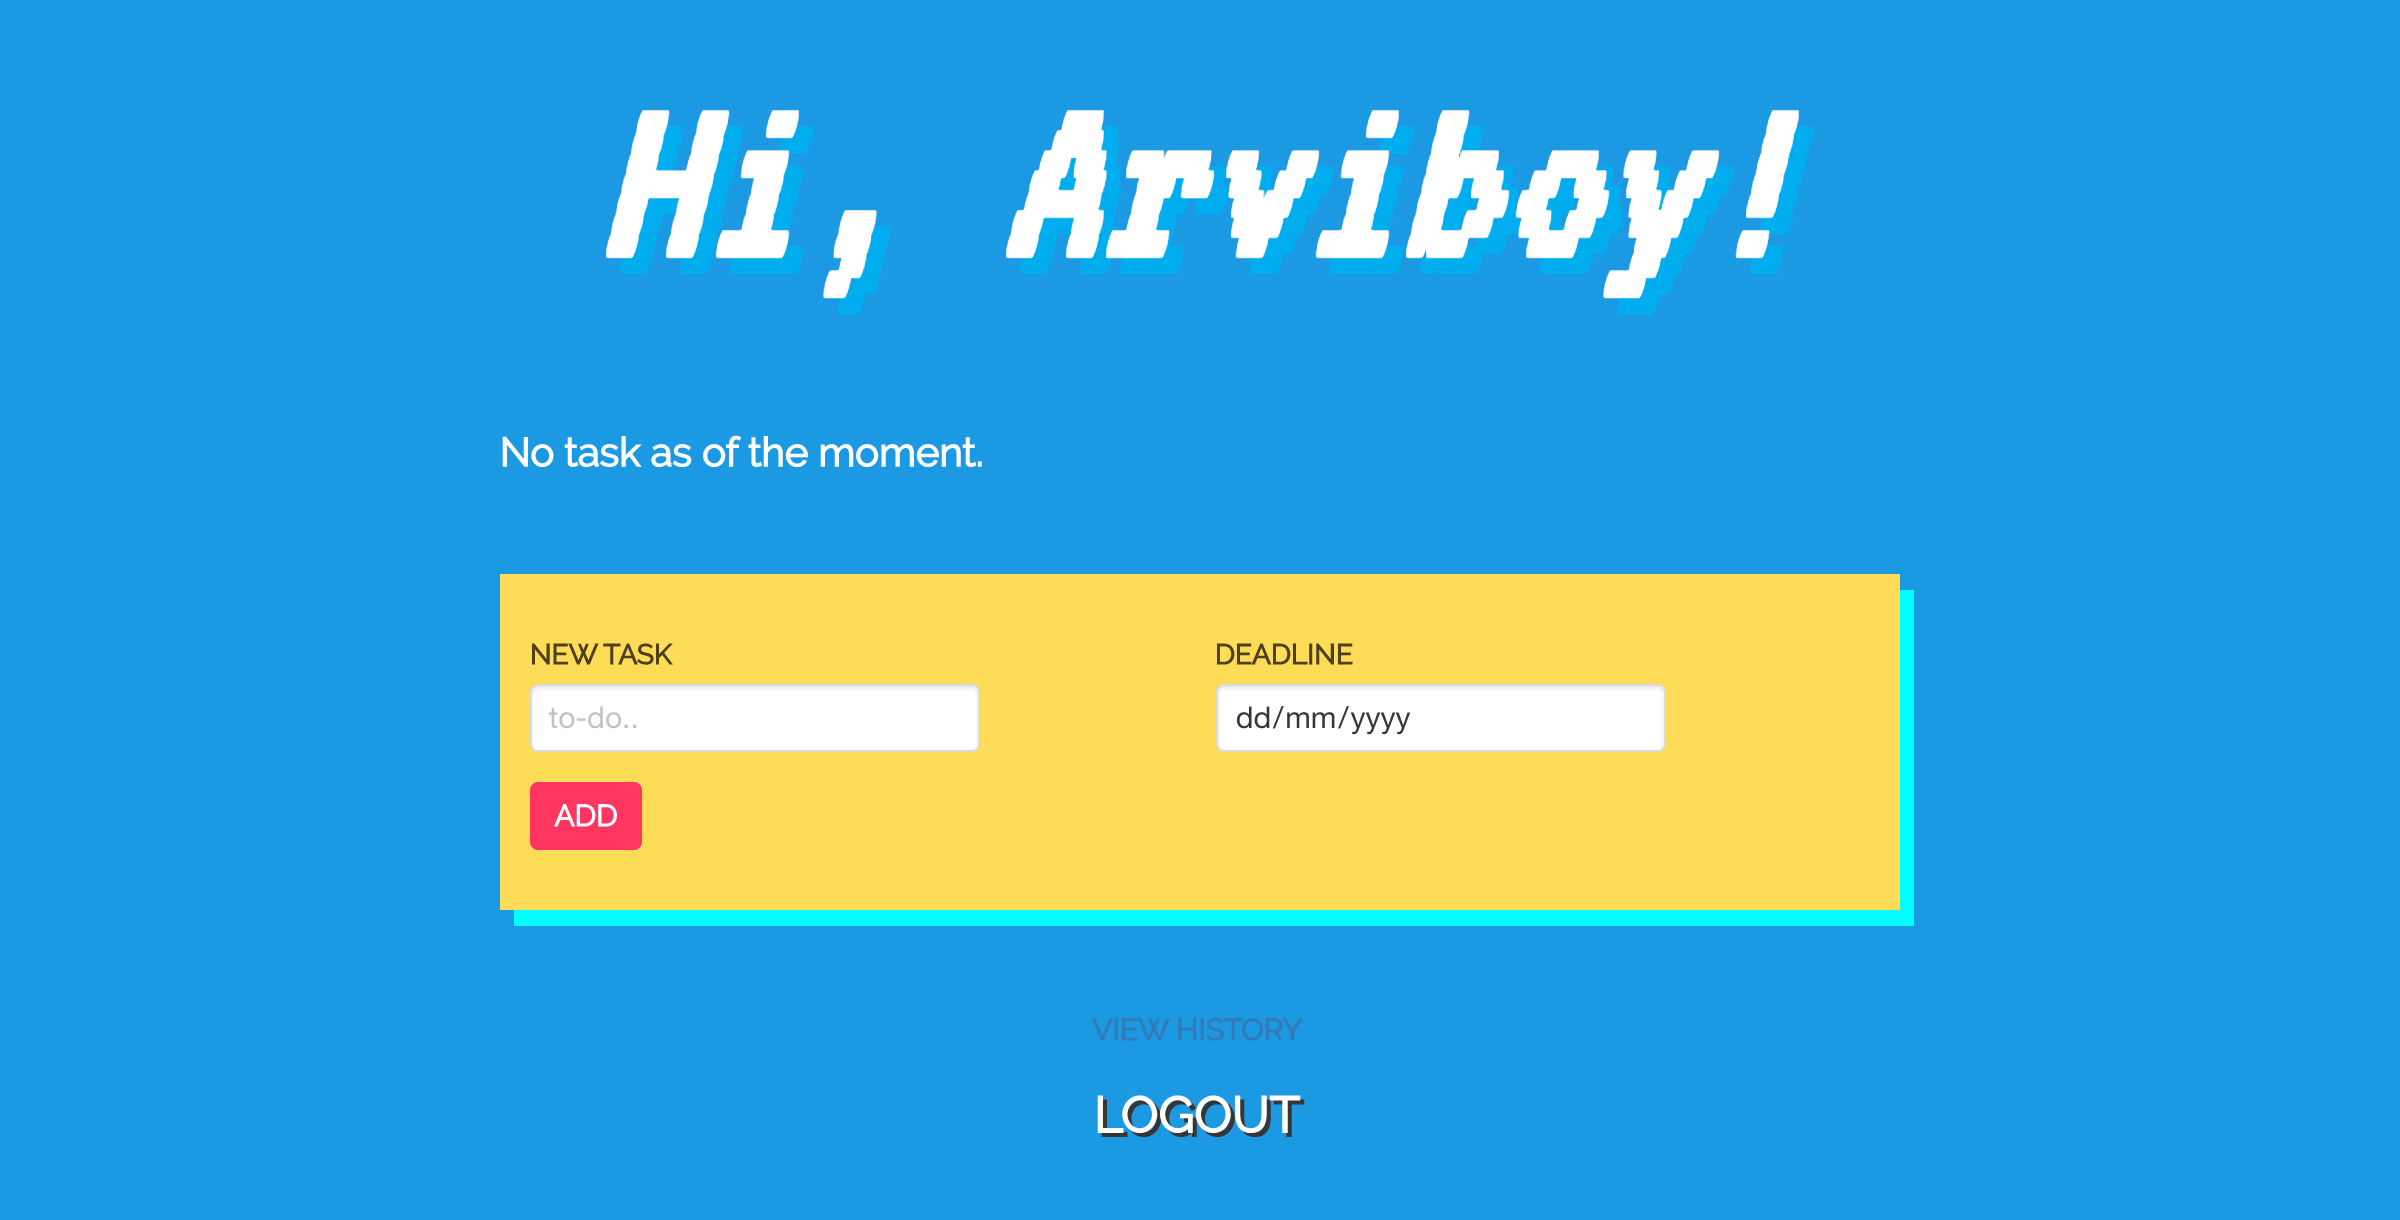 Hi, Arviboy!
No task as of the moment.
NEW TASK
DEADLINE
to-do..
dd/mm/yyyy
ADD
VIEW HISTORY
LOGOUT